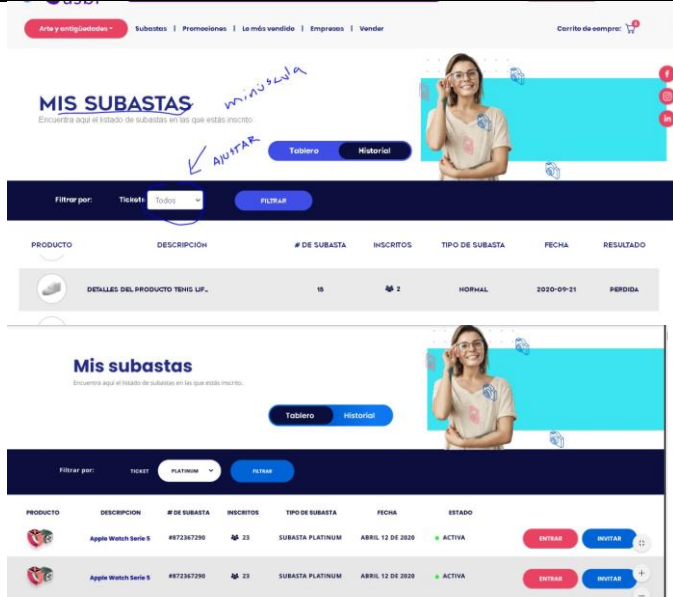 Arte y antigüedades
Subastas | Promociones | Lo más vendido | Empresas | Vender
Carrito de compra:
MIS SUBASTAS
minúscula
Encuentra aquí el listado de subastas en las que estás inscrito.
AJUSTAR
Tablero Historial
Filtrar por: Ticket: Todos FILTRAR
PRODUCTO DESCRIPCIÓN # DE SUBASTA INSCRITOS TIPO DE SUBASTA FECHA RESULTADO
DETALLES DEL PRODUCTO TENIS LIF... 15 2 NORMAL 2020-09-21 PERDIDA
Mis subastas
Encuentra aquí el listado de subastas en las que estás inscrito.
Tablero Historial
Filtrar por: TICKET PLATINUM FILTRAR
PRODUCTO DESCRIPCION # DE SUBASTA INSCRITOS TIPO DE SUBASTA FECHA ESTADO
Apple Watch Serie 5 #872367290 23 SUBASTA PLATINUM ABRIL 12 DE 2020 ACTIVA ENTRAR INVITAR
Apple Watch Serie 5 #872367290 23 SUBASTA PLATINUM ABRIL 12 DE 2020 ACTIVA ENTRAR INVITAR